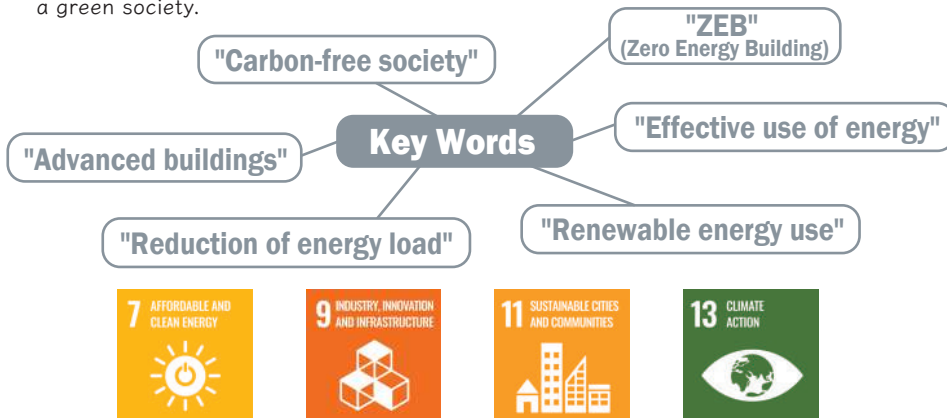 a green society.
"ZEB"
(Zero Energy Building)
"Carbon-free society"
"Effective use of energy"
Key Words
"Advanced buildings"
"Renewable energy use"
"Reduction of energy load"
7 AFFORDABLE AND
CLEAN ENERGY
9 INDUSTRY, INNOVATION
AND INFRASTRUCTURE
11 SUSTAINABLE CITIES
AND COMMUNITIES
13 CLIMATE
ACTION